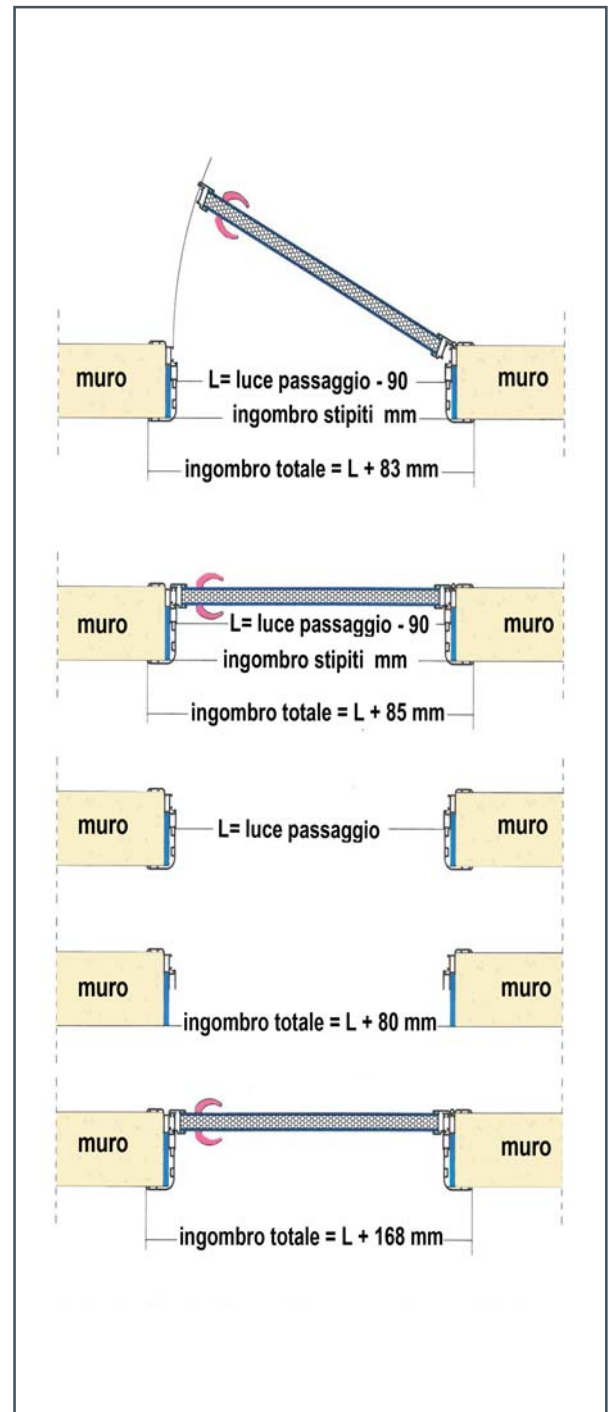 muro L= luce passaggio - 90 muro
ingombro stipiti mm
ingombro totale = L + 83 mm
muro L= luce passaggio - 90 muro
ingombro stipiti mm
ingombro totale = L + 85 mm
muro L= luce passaggio muro
muro muro
ingombro totale = L + 80 mm
muro muro
ingombro totale = L + 168 mm